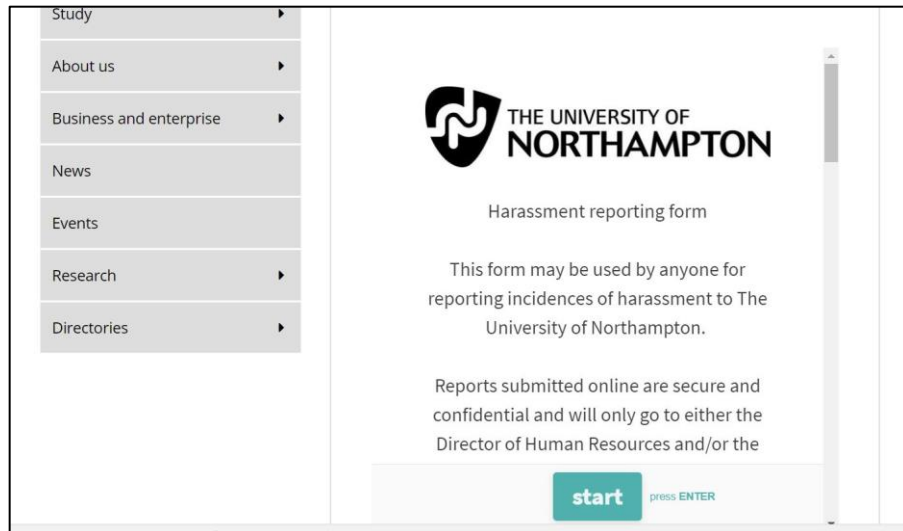 Study
About us
Business and enterprise
News
Events
Research
Directories
THE UNIVERSITY OF
NORTHAMPTON
Harassment reporting form
This form may be used by anyone for
reporting incidences of harassment to The
University of Northampton.
Reports submitted online are secure and
confidential and will only go to either the
Director of Human Resources and/or the
start press ENTER